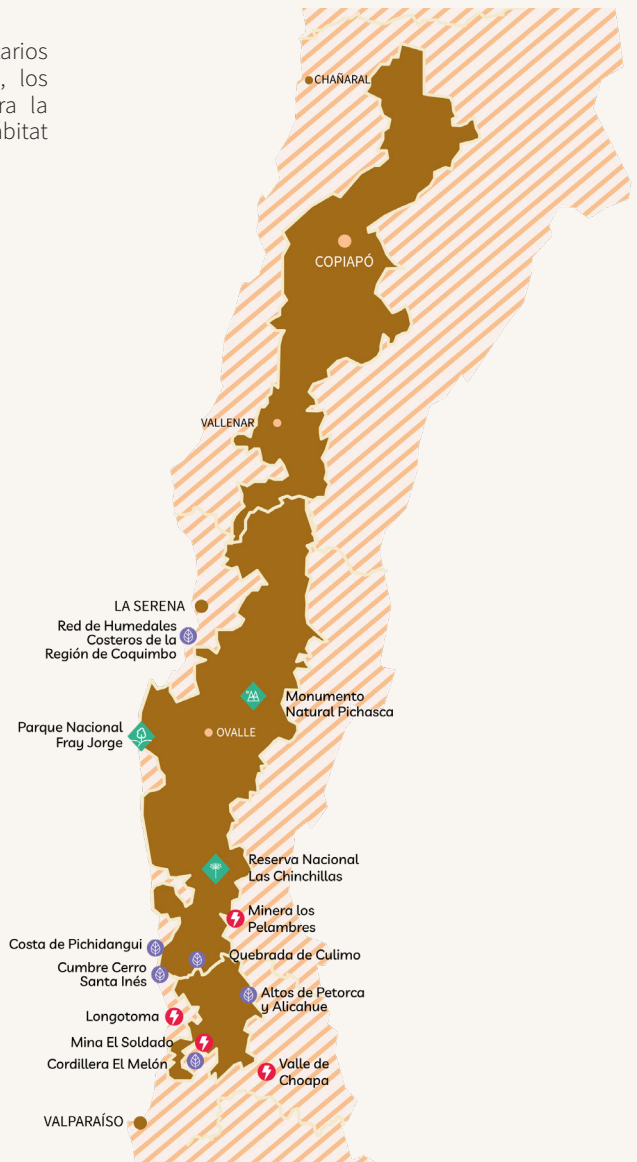 , los
ra la
CHAÑARAL
COPIAPÓ
VALLENAR
LA SERENA
Red de Humedales
Costeros de la
Región de Coquimbo
Monumento
Natural Pichasca
Parque Nacional
Fray Jorge
OVALLE
Reserva Nacional
Las Chinchillas
Minera los
Pelambres
Costa de Pichidangui
Quebrada de Culimo
Cumbre Cerro
Santa Inés
Altos de Petorca
y Alicahue
Longotoma
Mina El Soldado
Cordillera El Melón
Valle de
Choapa
VALPARAÍSO